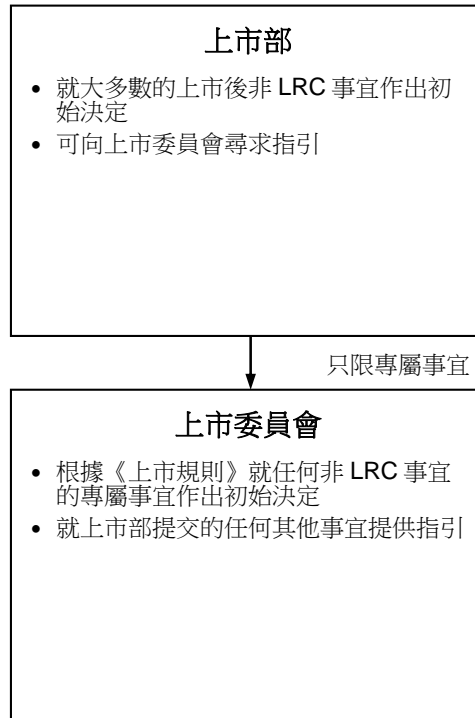 上市部
• 就大多數的上市後非 LRC 事宜作出初
始決定
• 可向上市委員會尋求指引
只限專屬事宜
上市委員會
• 根據《上市規則》就任何非 LRC 事宜
的專屬事宜作出初始決定
• 就上市部提交的任何其他事宜提供指引